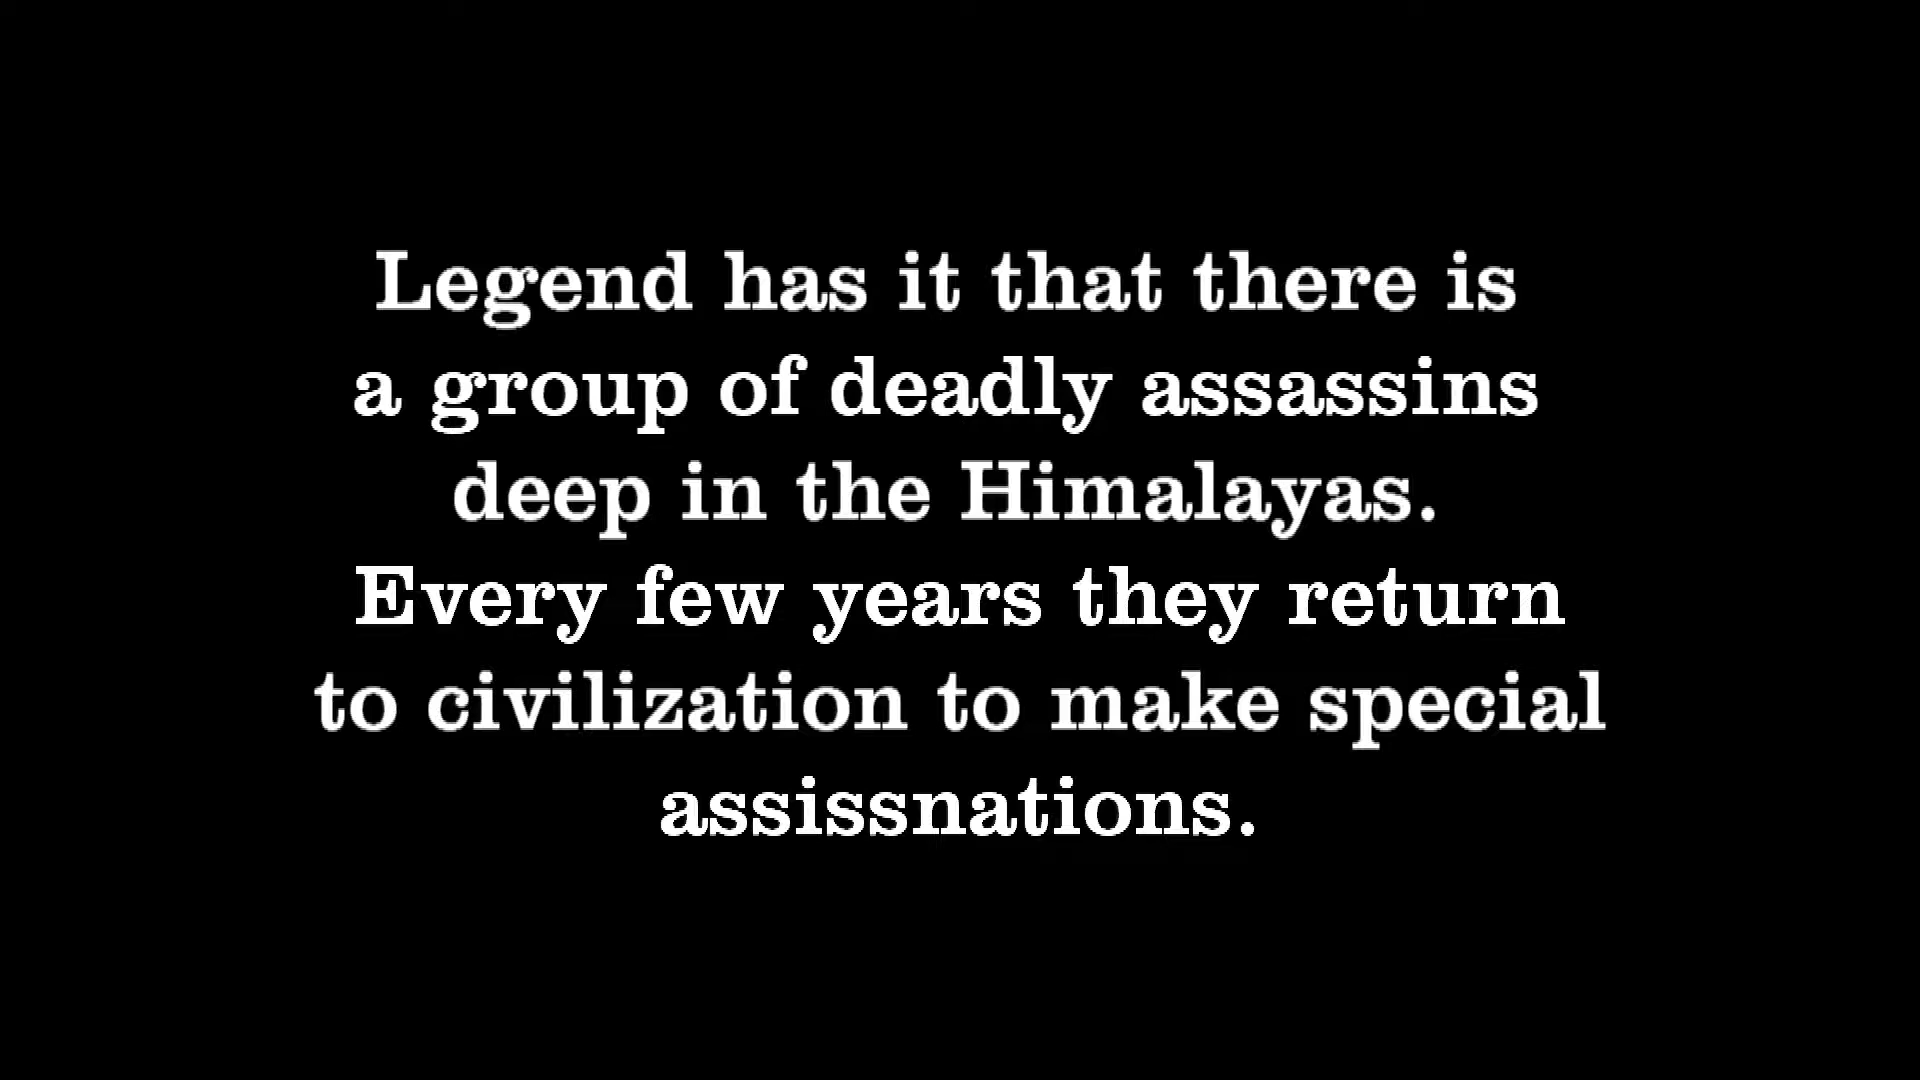 Legend has it that there is
a group of deadly assassins
deep in the Himalayas.
Every few years they return
to civilization to make special
assissnations.